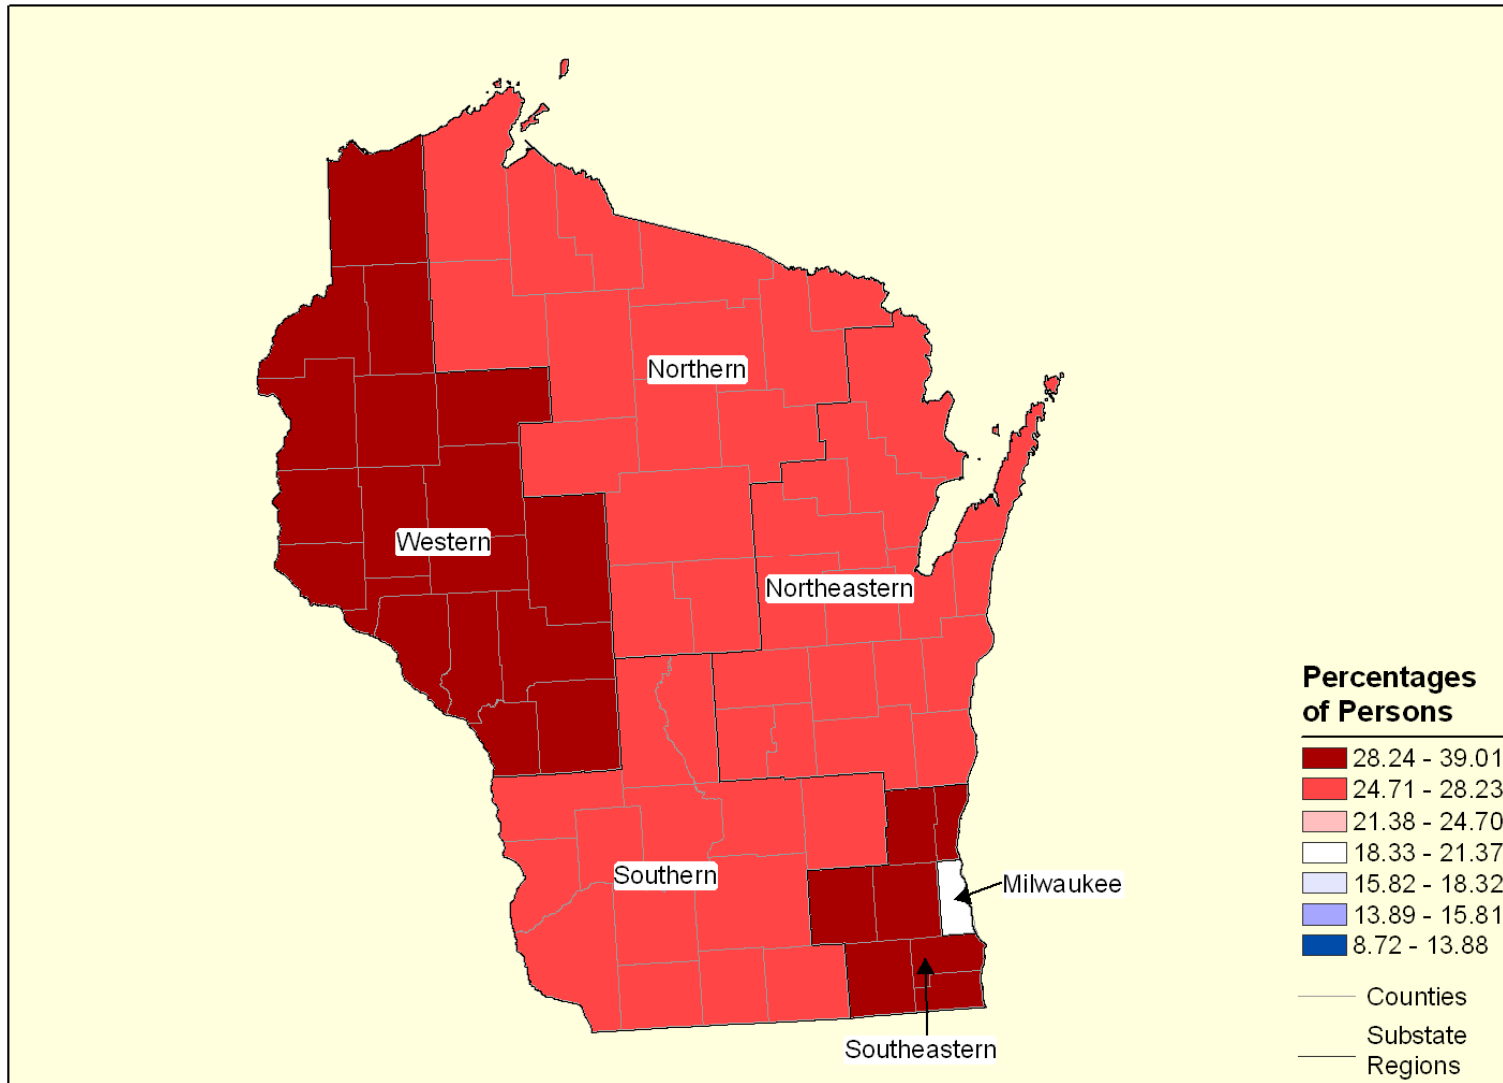 Northern
Western
Northeastern
Southern
Milwaukee
Southeastern
Percentages
of Persons
28.24 - 39.01
24.71 - 28.23
21.38 - 24.70
18.33 - 21.37
15.82 - 18.32
13.89 - 15.81
8.72 - 13.88
Counties
Substate
Regions